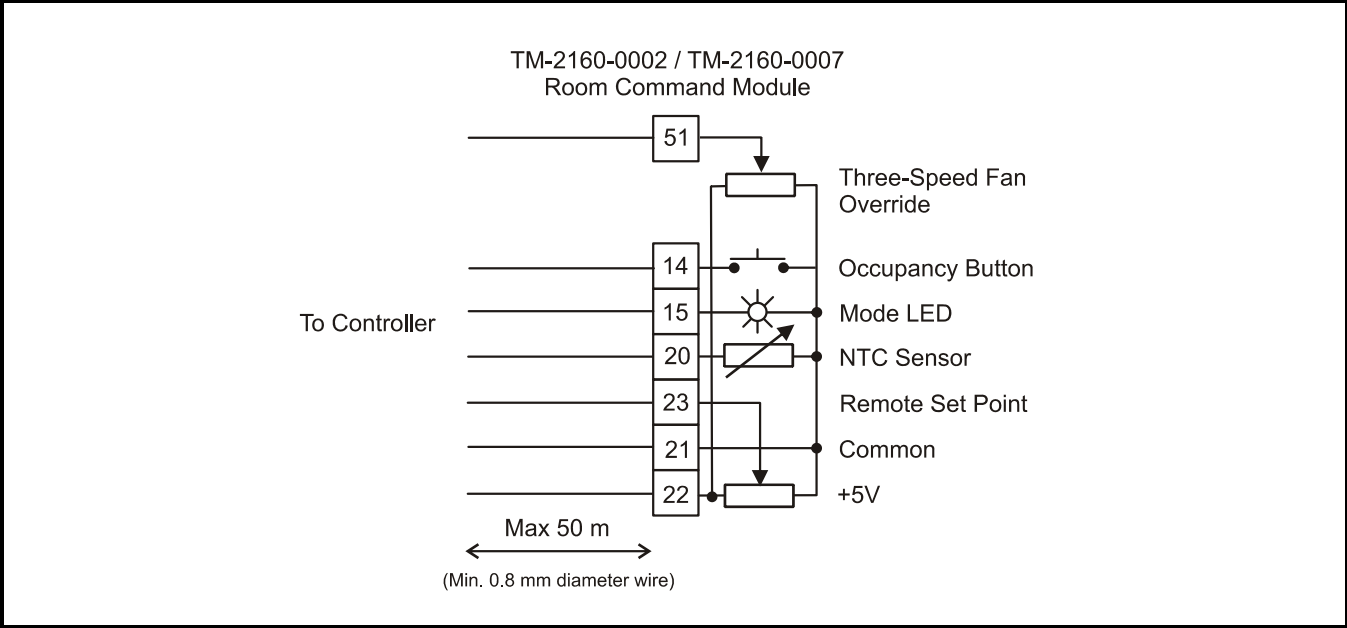 TM-2160-0002 / TM-2160-0007
Room Command Module
51
Three-Speed Fan
Override
14
Occupancy Button
15
Mode LED
To Controller
20
NTC Sensor
23
Remote Set Point
21
Common
22
+5V
Max 50 m
(Min. 0.8 mm diameter wire)